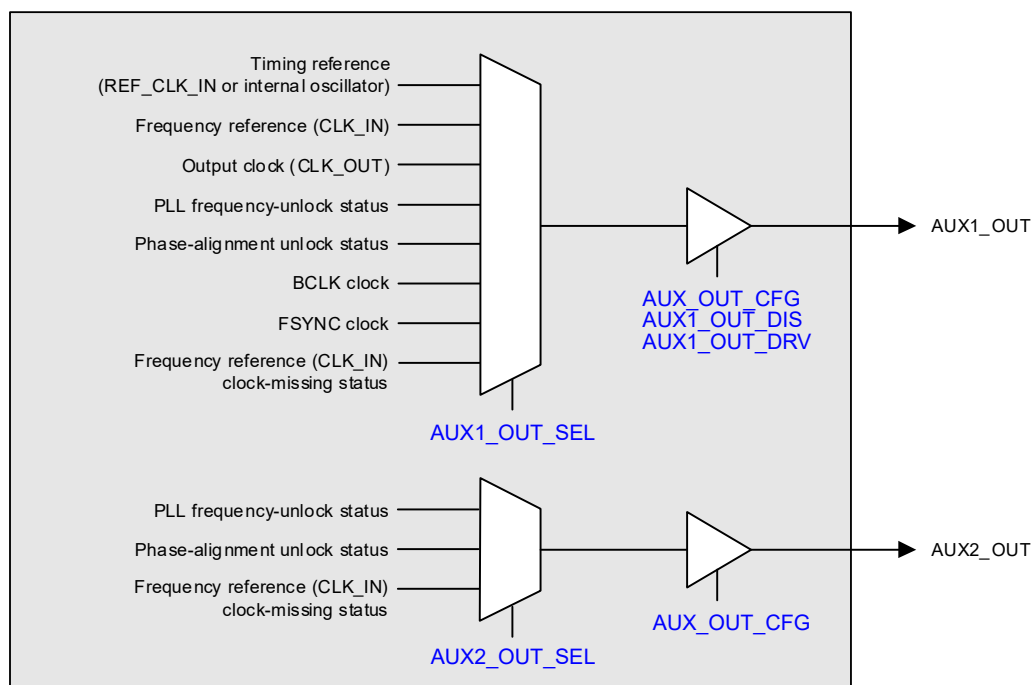 Timing reference
(REF_CLK_IN or internal oscillator)
Frequency reference (CLK_IN)
Output clock (CLK_OUT)
PLL frequency-unlock status
Phase-alignment unlock status
BCLK clock
FSYNC clock
Frequency reference (CLK_IN)
clock-missing status
AUX1_OUT_SEL
AUX_OUT_CFG
AUX1_OUT_DIS
AUX1_OUT_DRV
AUX1_OUT
PLL frequency-unlock status
Phase-alignment unlock status
Frequency reference (CLK_IN)
clock-missing status
AUX2_OUT_SEL
AUX_OUT_CFG
AUX2_OUT